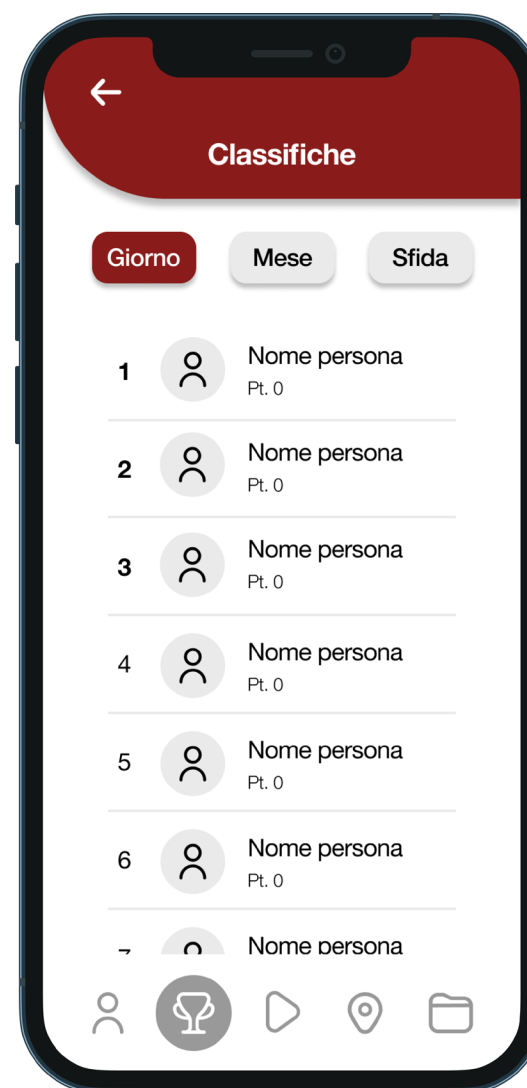 Classifiche
Giorno Mese Sfida
1 Nome persona
Pt. 0
2 Nome persona
Pt. 0
3 Nome persona
Pt. 0
4 Nome persona
Pt. 0
5 Nome persona
Pt. 0
6 Nome persona
Pt. 0
7 Nome persona